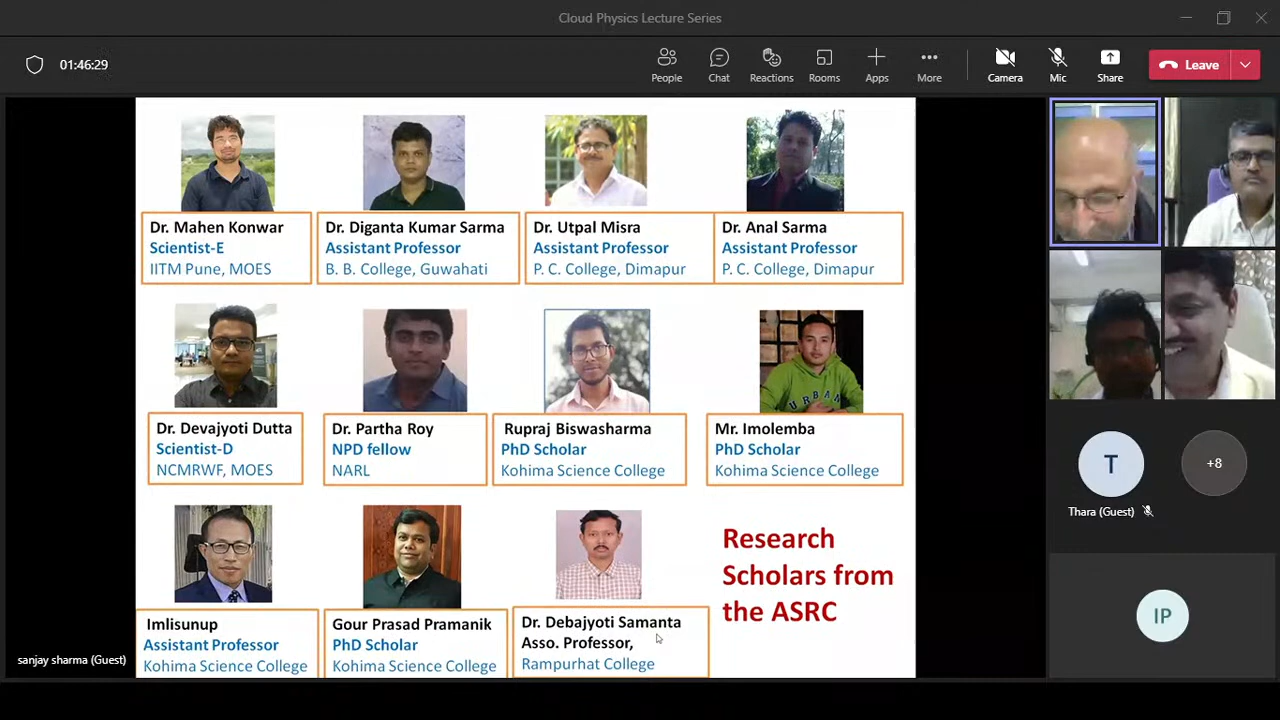 Cloud Physics Lecture Series
01:46:29
People
Chat
Reactions
Rooms
Apps
More
Camera
Mic
Share
Leave
Dr. Mahen Konwar
Scientist-E
IITM Pune, MOES
Dr. Diganta Kumar Sarma
Assistant Professor
B. B. College, Guwahati
Dr. Utpal Misra
Assistant Professor
P. C. College, Dimapur
Dr. Anal Sarma
Assistant Professor
P. C. College, Dimapur
URBAN
Dr. Devajyoti Dutta
Scientist-D
NCMRWF, MOES
Dr. Partha Roy
NPD fellow
NARL
Rupraj Biswasharma
PhD Scholar
Kohima Science College
Mr. Imolemba
PhD Scholar
Kohima Science College
Imlisunup
Assistant Professor
Kohima Science College
Gour Prasad Pramanik
PhD Scholar
Kohima Science College
Dr. Debajyoti Samanta
Asso. Professor,
Rampurhat College
Research
Scholars from
the ASRC
sanjay sharma (Guest)
T
+8
Thara (Guest)
IP